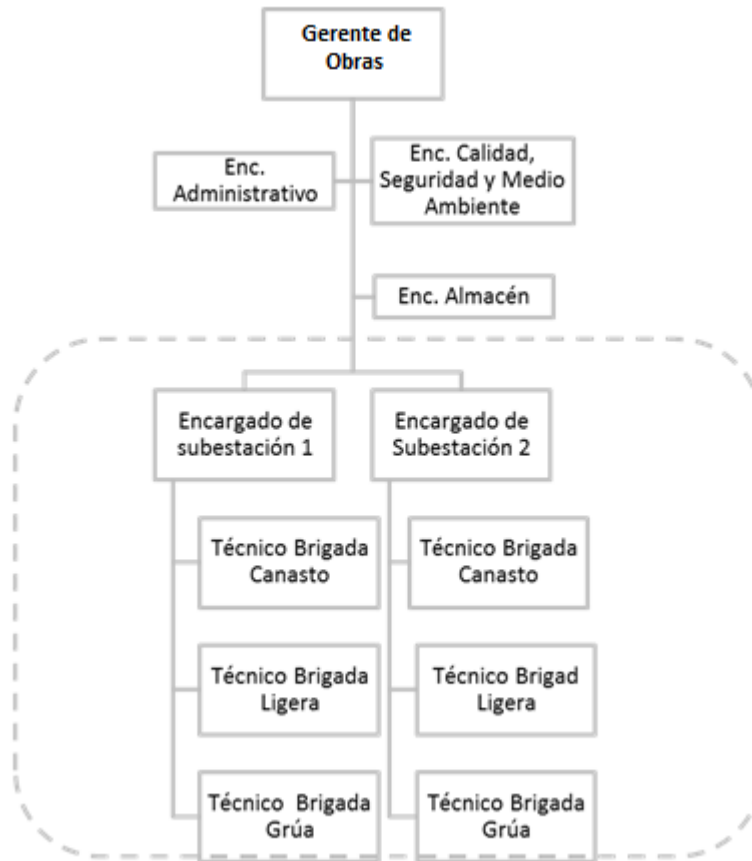 Gerente de
Obras
Enc.
Administrativo
Enc. Calidad,
Seguridad y Medio
Ambiente
Enc. Almacén
Encargado de
subestación 1
Encargado de
Subestación 2
Técnico Brigada
Canasto
Técnico Brigada
Canasto
Técnico Brigada
Ligera
Técnico Brigad
Ligera
Técnico  Brigada
Grúa
Técnico Brigada
Grúa